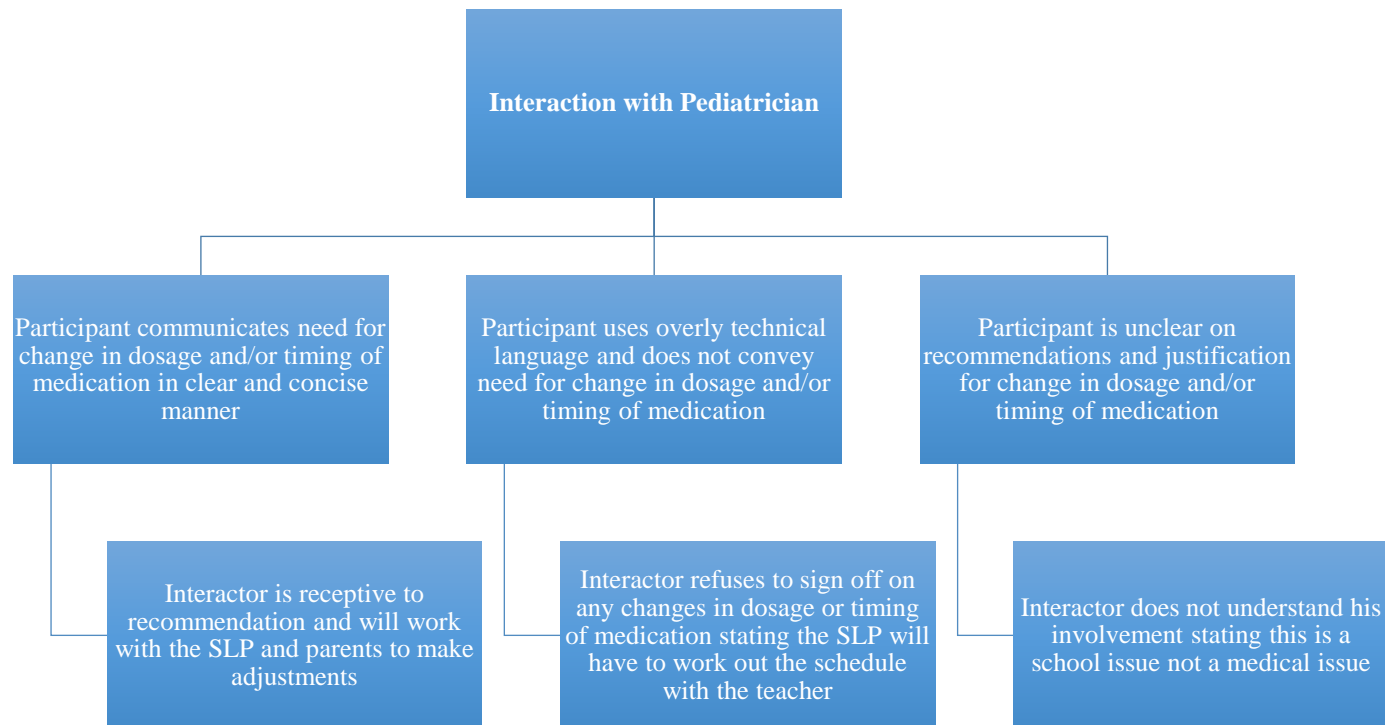 Interaction with Pediatrician
Participant communicates need for
change in dosage and/or timing of
medication in clear and concise
manner
Participant uses overly technical
language and does not convey
need for change in dosage and/or
timing of medication
Participant is unclear on
recommendations and justification
for change in dosage and/or
timing of medication
Interactor is receptive to
recommendation and will work
with the SLP and parents to make
adjustments
Interactor refuses to sign off on
any changes in dosage or timing
of medication stating the SLP will
have to work out the schedule
with the teacher
Interactor does not understand his
involvement stating this is a
school issue not a medical issue